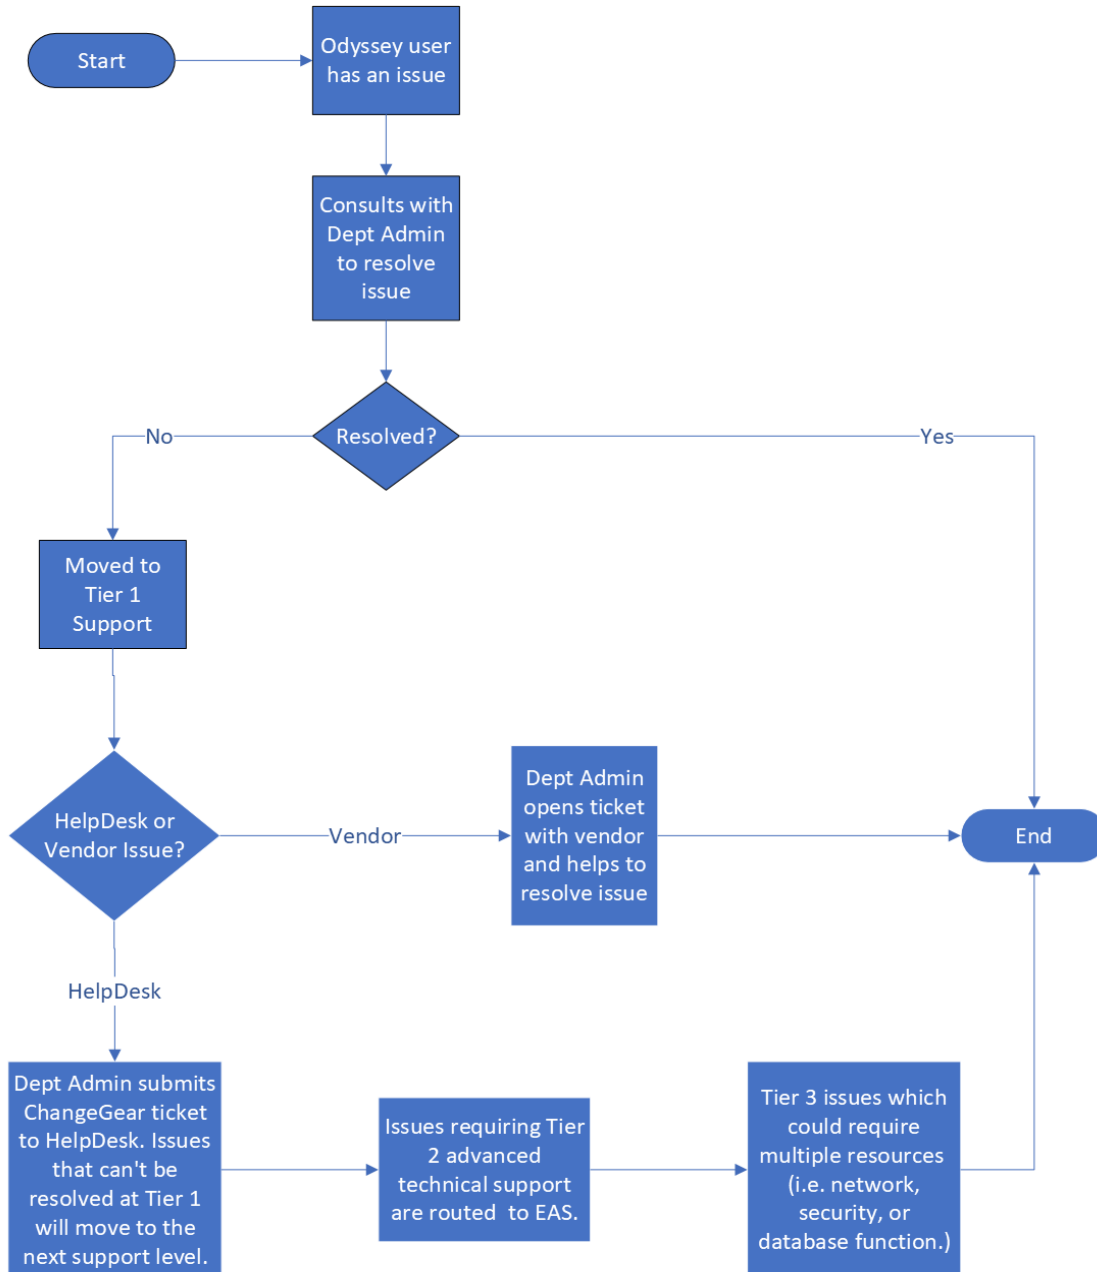 Start
Odyssey user
has an issue
Consults with
Dept Admin
to resolve
issue
Resolved?
No
Yes
Moved to
Tier 1
Support
HelpDesk or
Vendor Issue?
Vendor
Dept Admin
opens ticket
with vendor
and helps to
resolve issue
End
HelpDesk
Dept Admin submits
ChangeGear ticket
to HelpDesk. Issues
that can't be
resolved at Tier 1
will move to the
next support level.
Issues requiring Tier
2 advanced
technical support
are routed to EAS.
Tier 3 issues which
could require
multiple resources
(i.e. network,
security, or
database function.)